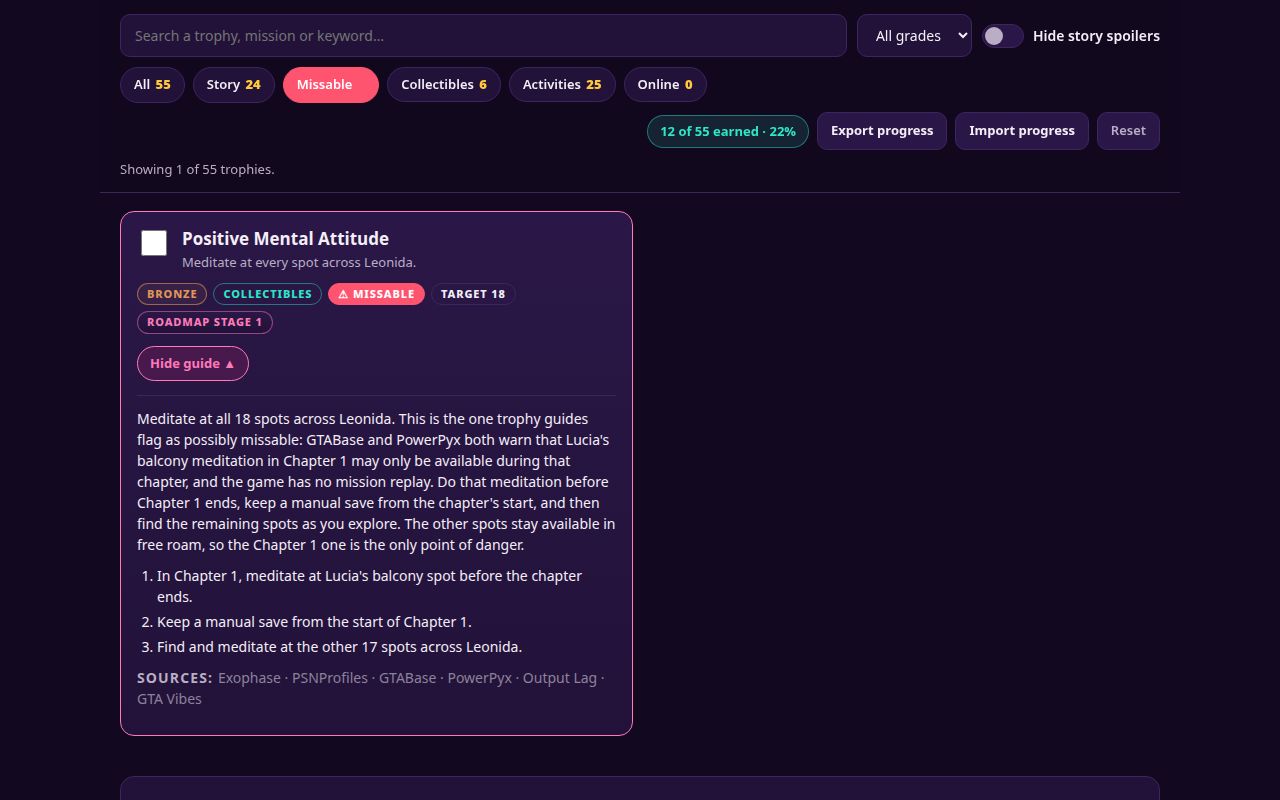 Search a trophy, mission or keyword...
All grades
Hide story spoilers
All 55
Story 24
Missable
Collectibles 6
Activities 25
Online 0
12 of 55 earned · 22%
Export progress
Import progress
Reset
Showing 1 of 55 trophies.
Positive Mental Attitude
Meditate at every spot across Leonida.
BRONZE
COLLECTIBLES
⚠ MISSABLE
TARGET 18
ROADMAP STAGE 1
Hide guide ▲
Meditate at all 18 spots across Leonida. This is the one trophy guides
flag as possibly missable: GTABase and PowerPyx both warn that Lucia's
balcony meditation in Chapter 1 may only be available during that
chapter, and the game has no mission replay. Do that meditation before
Chapter 1 ends, keep a manual save from the chapter's start, and then
find the remaining spots as you explore. The other spots stay available in
free roam, so the Chapter 1 one is the only point of danger.
1. In Chapter 1, meditate at Lucia's balcony spot before the chapter
ends.
2. Keep a manual save from the start of Chapter 1.
3. Find and meditate at the other 17 spots across Leonida.
SOURCES: Exophase · PSNProfiles · GTABase · PowerPyx · Output Lag ·
GTA Vibes